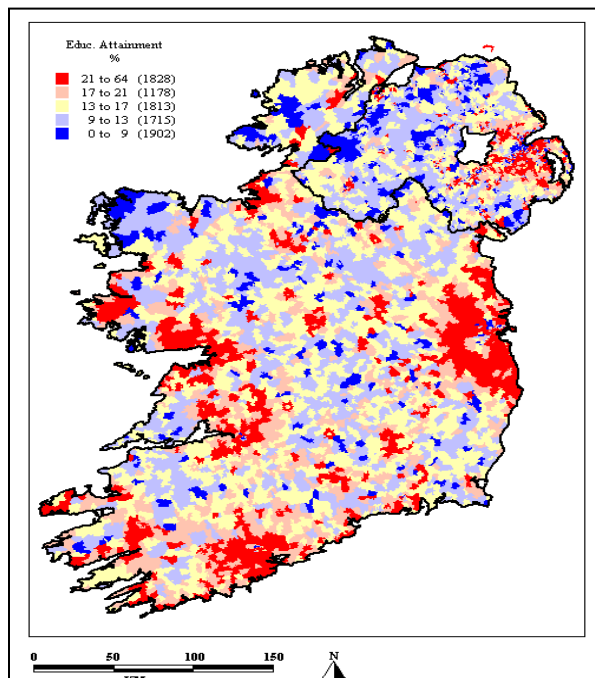 Educ. Attainment
%
21 to 64 (1828)
17 to 21 (1178)
13 to 17 (1813)
9 to 13 (1715)
0 to 9 (1902)
0 50 100 150
N